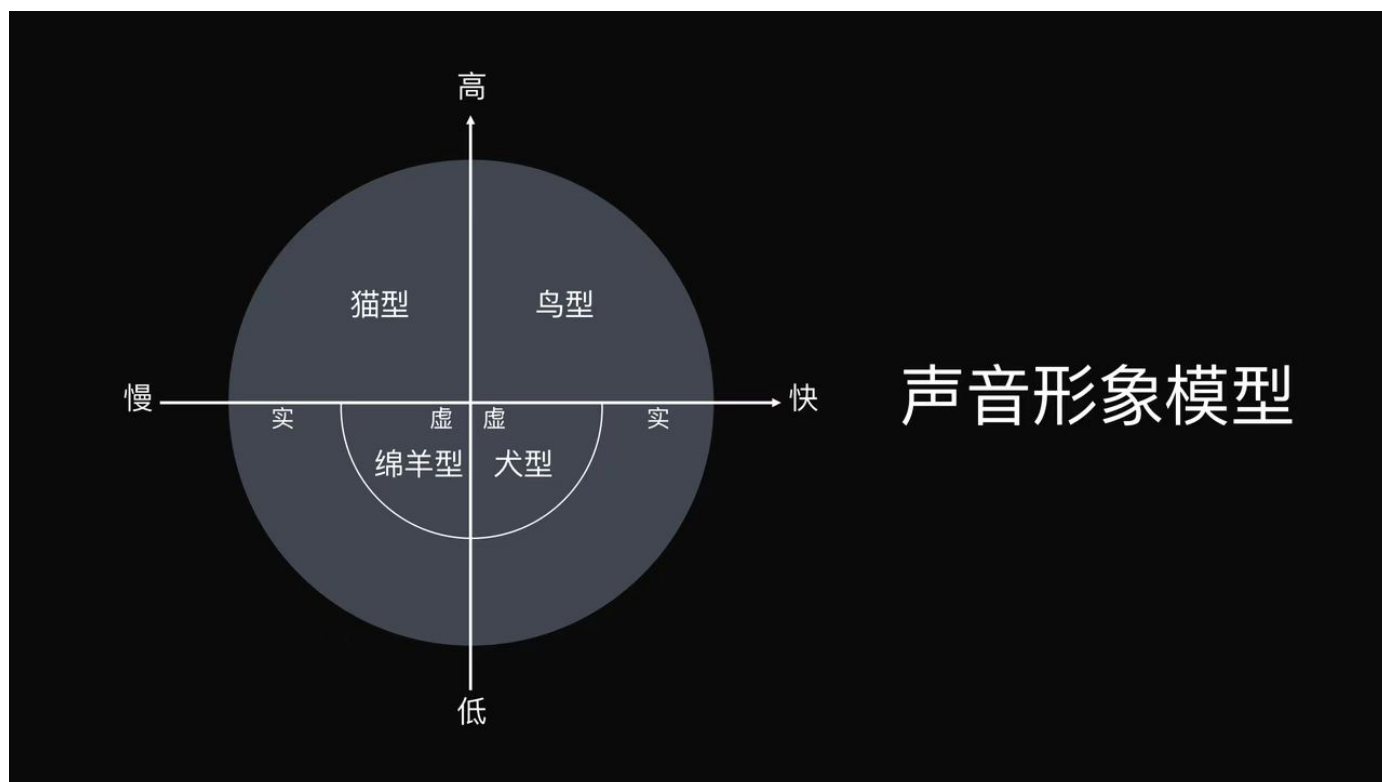 高
猫型 鸟型
慢 快 声音形象模型
实 虚 虚 实
绵羊型 犬型
低